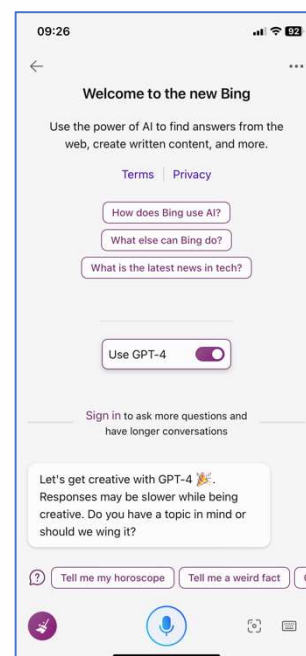 09:26
92
Welcome to the new Bing
Use the power of AI to find answers from the
web, create written content, and more.
Terms | Privacy
How does Bing use AI?
What else can Bing do?
What is the latest news in tech?
Use GPT-4
Sign in to ask more questions and
have longer conversations
Let's get creative with GPT-4 🎉.
Responses may be slower while being
creative. Do you have a topic in mind or
should we wing it?
Tell me my horoscope Tell me a weird fact